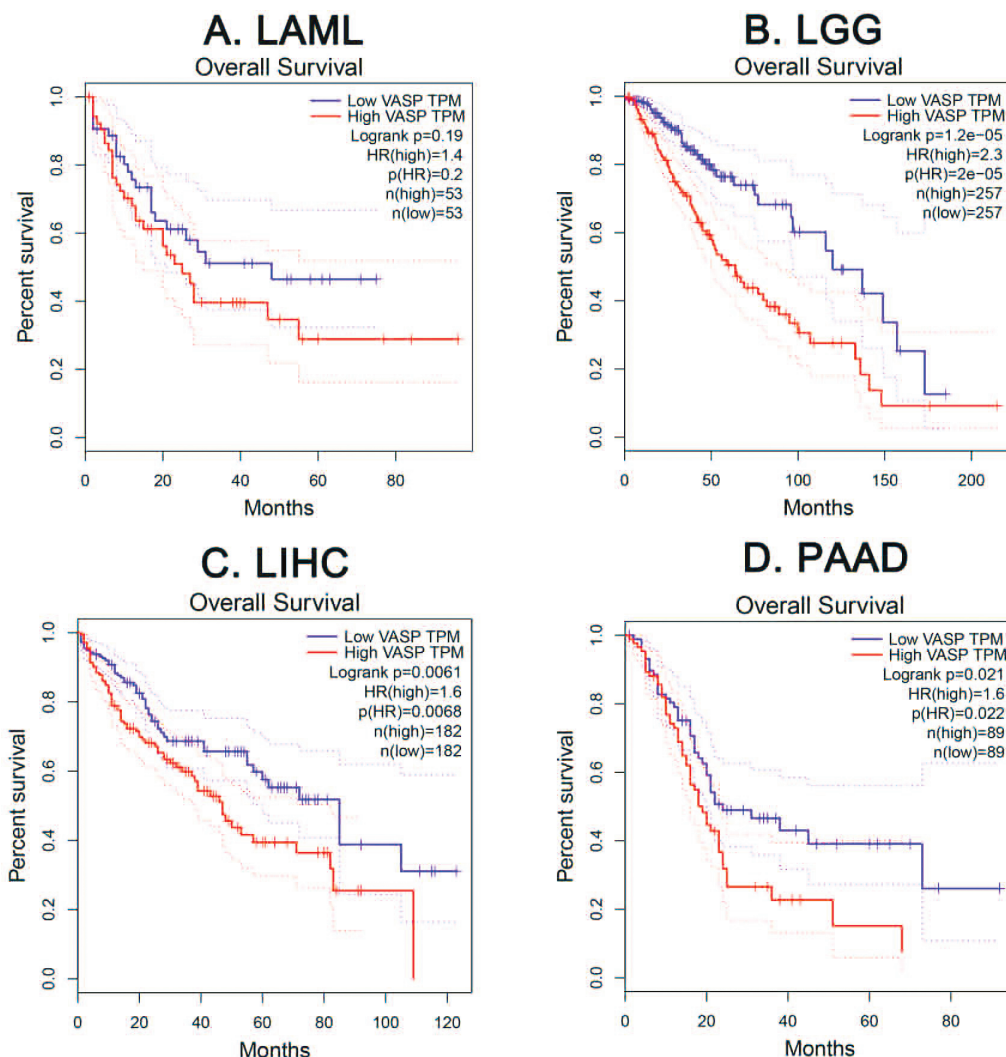 A. LAML
Overall Survival
Low VASP TPM
High VASP TPM
Logrank p=0.19
HR(high)=1.4
p(HR)=0.2
n(high)=53
n(low)=53
Percent survival
1.0
0.8
0.6
0.4
0.2
0.0
0 20 40 60 80
Months
B. LGG
Overall Survival
Low VASP TPM
High VASP TPM
Logrank p=1.2e−05
HR(high)=2.3
p(HR)=2e−05
n(high)=257
n(low)=257
Percent survival
1.0
0.8
0.6
0.4
0.2
0.0
0 50 100 150 200
Months
C. LIHC
Overall Survival
Low VASP TPM
High VASP TPM
Logrank p=0.0061
HR(high)=1.6
p(HR)=0.0068
n(high)=182
n(low)=182
Percent survival
1.0
0.8
0.6
0.4
0.2
0.0
0 20 40 60 80 100 120
Months
D. PAAD
Overall Survival
Low VASP TPM
High VASP TPM
Logrank p=0.021
HR(high)=1.6
p(HR)=0.022
n(high)=89
n(low)=89
Percent survival
1.0
0.8
0.6
0.4
0.2
0.0
0 20 40 60 80
Months